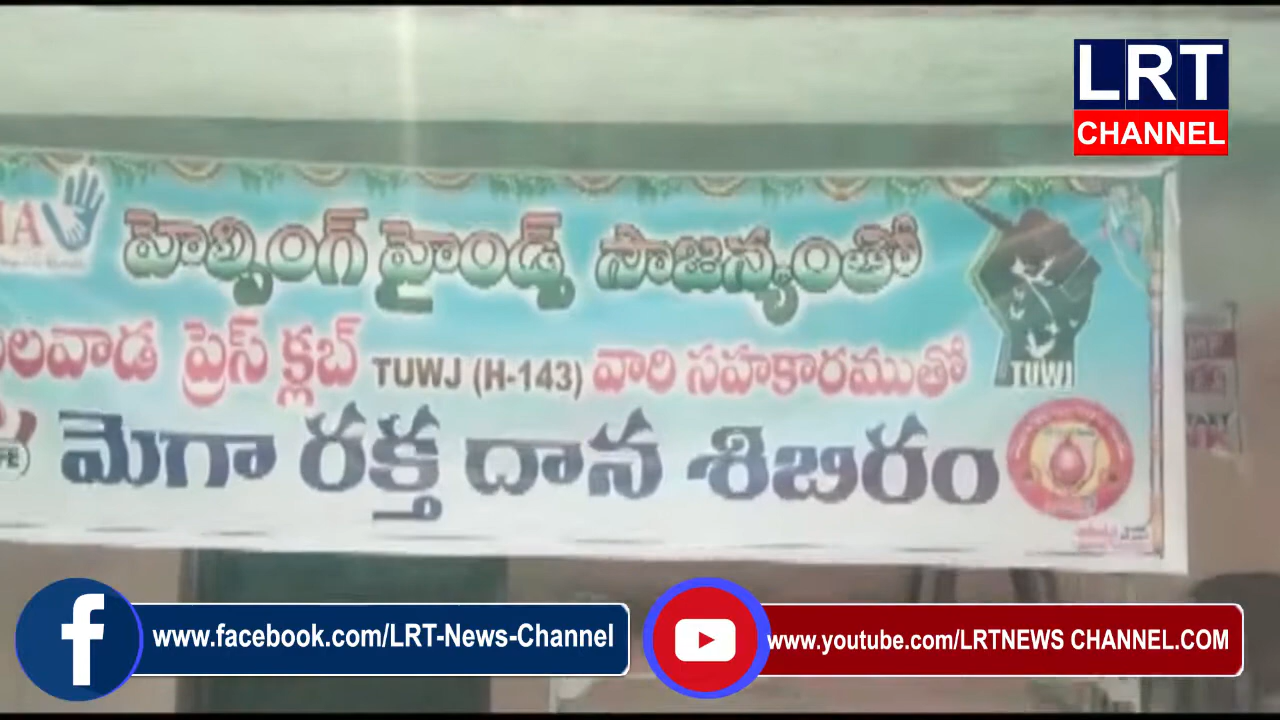 LRT
CHANNEL
హెల్పింగ్ హైండ్స్ సౌజన్యంతో
ప్రెస్ క్లబ్ TUWJ (H-143) వారి సహకారముతో
TUWJ
మెగా రక్త దాన శిబిరం
www.facebook.com/LRT-News-Channel
www.youtube.com/LRTNEWS CHANNEL.COM